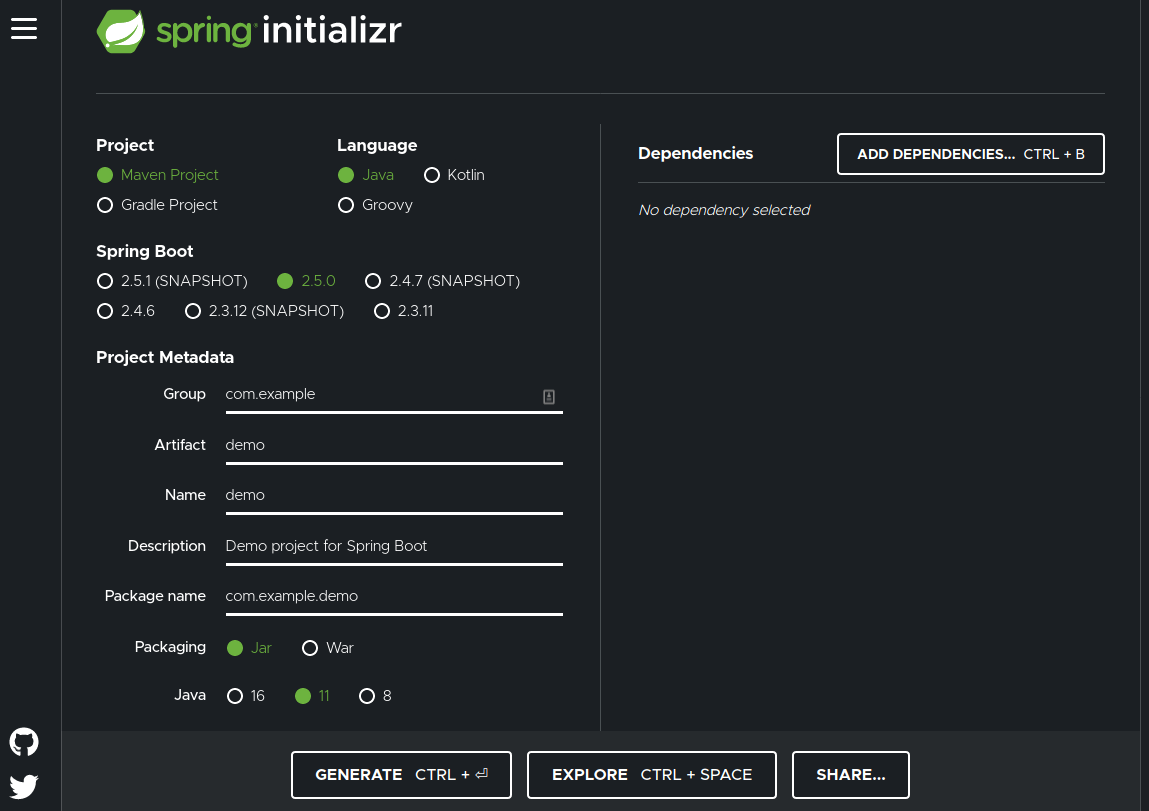 spring initializr
Project
Maven Project
Gradle Project
Language
Java Kotlin
Groovy
Spring Boot
2.5.1 (SNAPSHOT) 2.5.0 2.4.7 (SNAPSHOT)
2.4.6 2.3.12 (SNAPSHOT) 2.3.11
Project Metadata
Group com.example
Artifact demo
Name demo
Description Demo project for Spring Boot
Package name com.example.demo
Packaging Jar War
Java 16 11 8
Dependencies
ADD DEPENDENCIES... CTRL + B
No dependency selected
GENERATE CTRL + ⏎
EXPLORE CTRL + SPACE
SHARE...